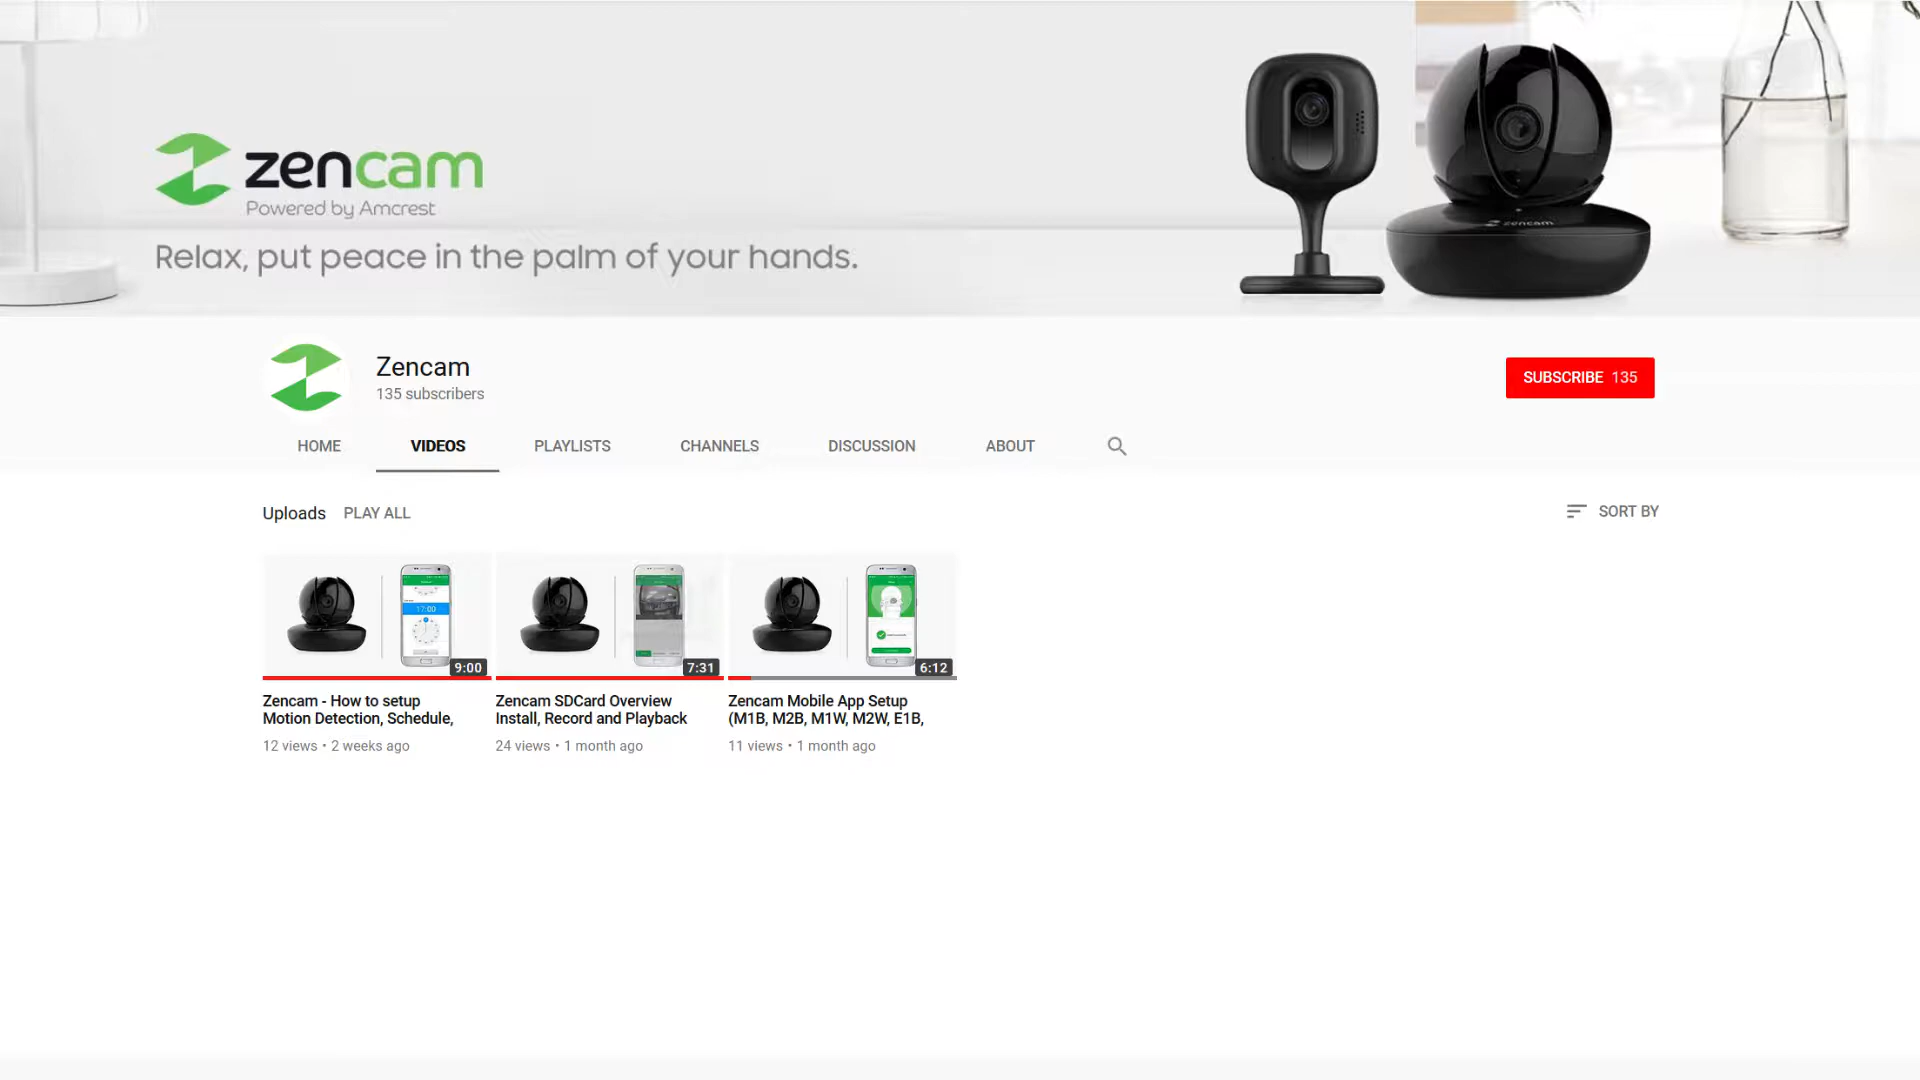 zencam
Powered by Amcrest
Relax, put peace in the palm of your hands.
zencam
Zencam
135 subscribers
SUBSCRIBE 135
HOME VIDEOS PLAYLISTS CHANNELS DISCUSSION ABOUT
Uploads PLAY ALL
SORT BY
17:00
9:00
7:31
6:12
Zencam - How to setup
Motion Detection, Schedule,
12 views • 2 weeks ago
Zencam SDCard Overview
Install, Record and Playback
24 views • 1 month ago
Zencam Mobile App Setup
(M1B, M2B, M1W, M2W, E1B,
11 views • 1 month ago